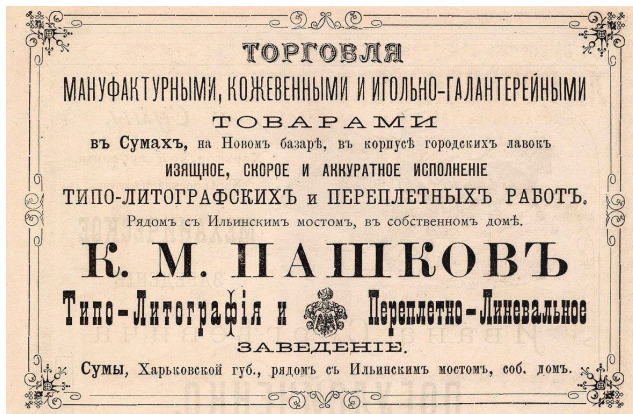 ТОРГОВЛЯ
МАНУФАКТУРНЫМИ, КОЖЕВЕННЫМИ И ИГОЛЬНО-ГАЛАНТЕРЕЙНЫМИ
ТОВАРАМИ
въ Сумахъ, на Новомъ базарѣ, въ корпусѣ городскихъ лавокъ
ИЗЯЩНОЕ, СКОРОЕ И АККУРАТНОЕ ИСПОЛНЕНІЕ
ТИПО-ЛИТОГРАФСКИХЪ и ПЕРЕПЛЕТНЫХЪ РАБОТЪ.
Рядомъ съ Ильинскимъ мостомъ, въ собственномъ домѣ.
К. М. ПАШКОВЪ
Типо-Литографія и Переплетно-Линевальное
ЗАВЕДЕНІЕ.
Сумы, Харьковской губ., рядомъ съ Ильинскимъ мостомъ, соб. домъ.